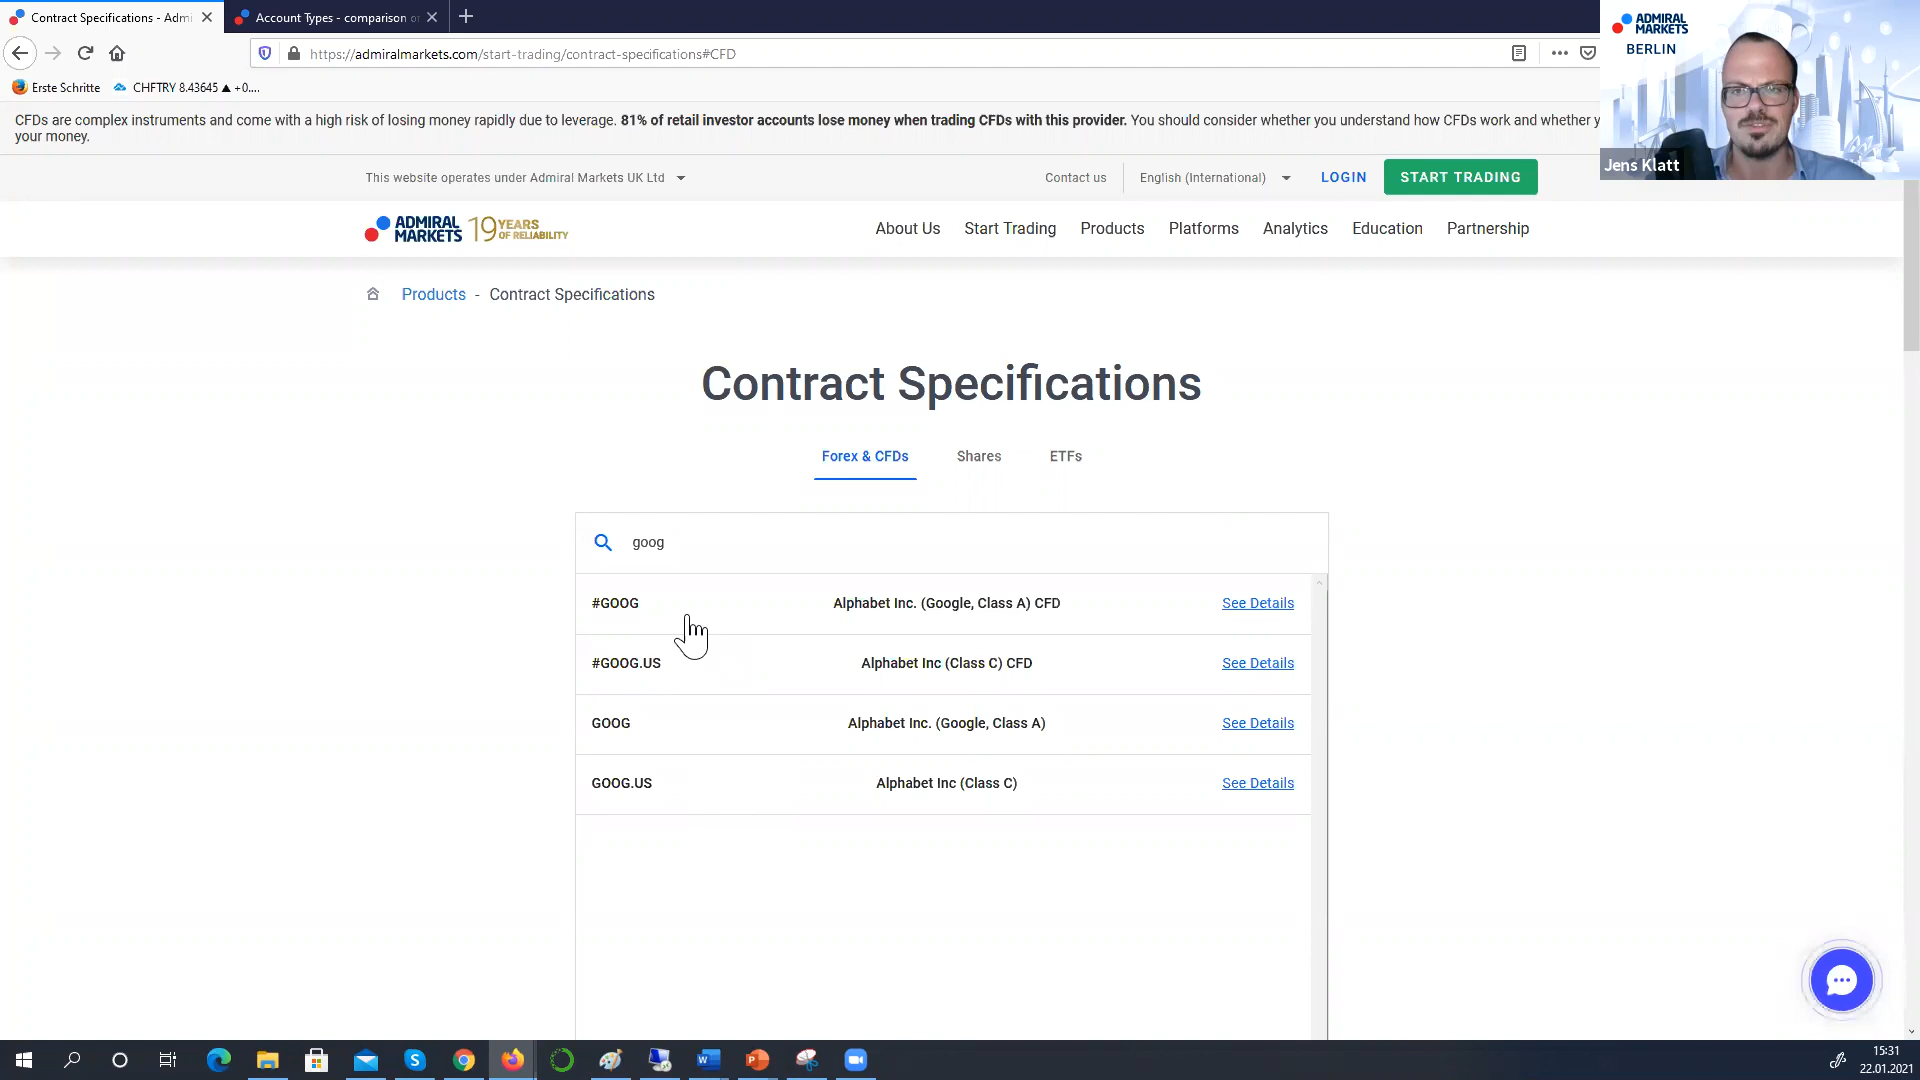 Contract Specifications - Admi
Account Types - comparison o
https://admiralmarkets.com/start-trading/contract-specifications#CFD
Erste Schritte
CHFTRY 8.43645 ▲ +0....
CFDs are complex instruments and come with a high risk of losing money rapidly due to leverage. 81% of retail investor accounts lose money when trading CFDs with this provider. You should consider whether you understand how CFDs work and whether y
your money.
ADMIRAL
MARKETS
BERLIN
Jens Klatt
This website operates under Admiral Markets UK Ltd
Contact us
English (International)
LOGIN
START TRADING
ADMIRAL
MARKETS
19 YEARS
OF RELIABILITY
About Us
Start Trading
Products
Platforms
Analytics
Education
Partnership
Products - Contract Specifications
Contract Specifications
Forex & CFDs
Shares
ETFs
goog
#GOOG Alphabet Inc. (Google, Class A) CFD See Details
#GOOG.US Alphabet Inc (Class C) CFD See Details
GOOG Alphabet Inc. (Google, Class A) See Details
GOOG.US Alphabet Inc (Class C) See Details
15:31
22.01.2021